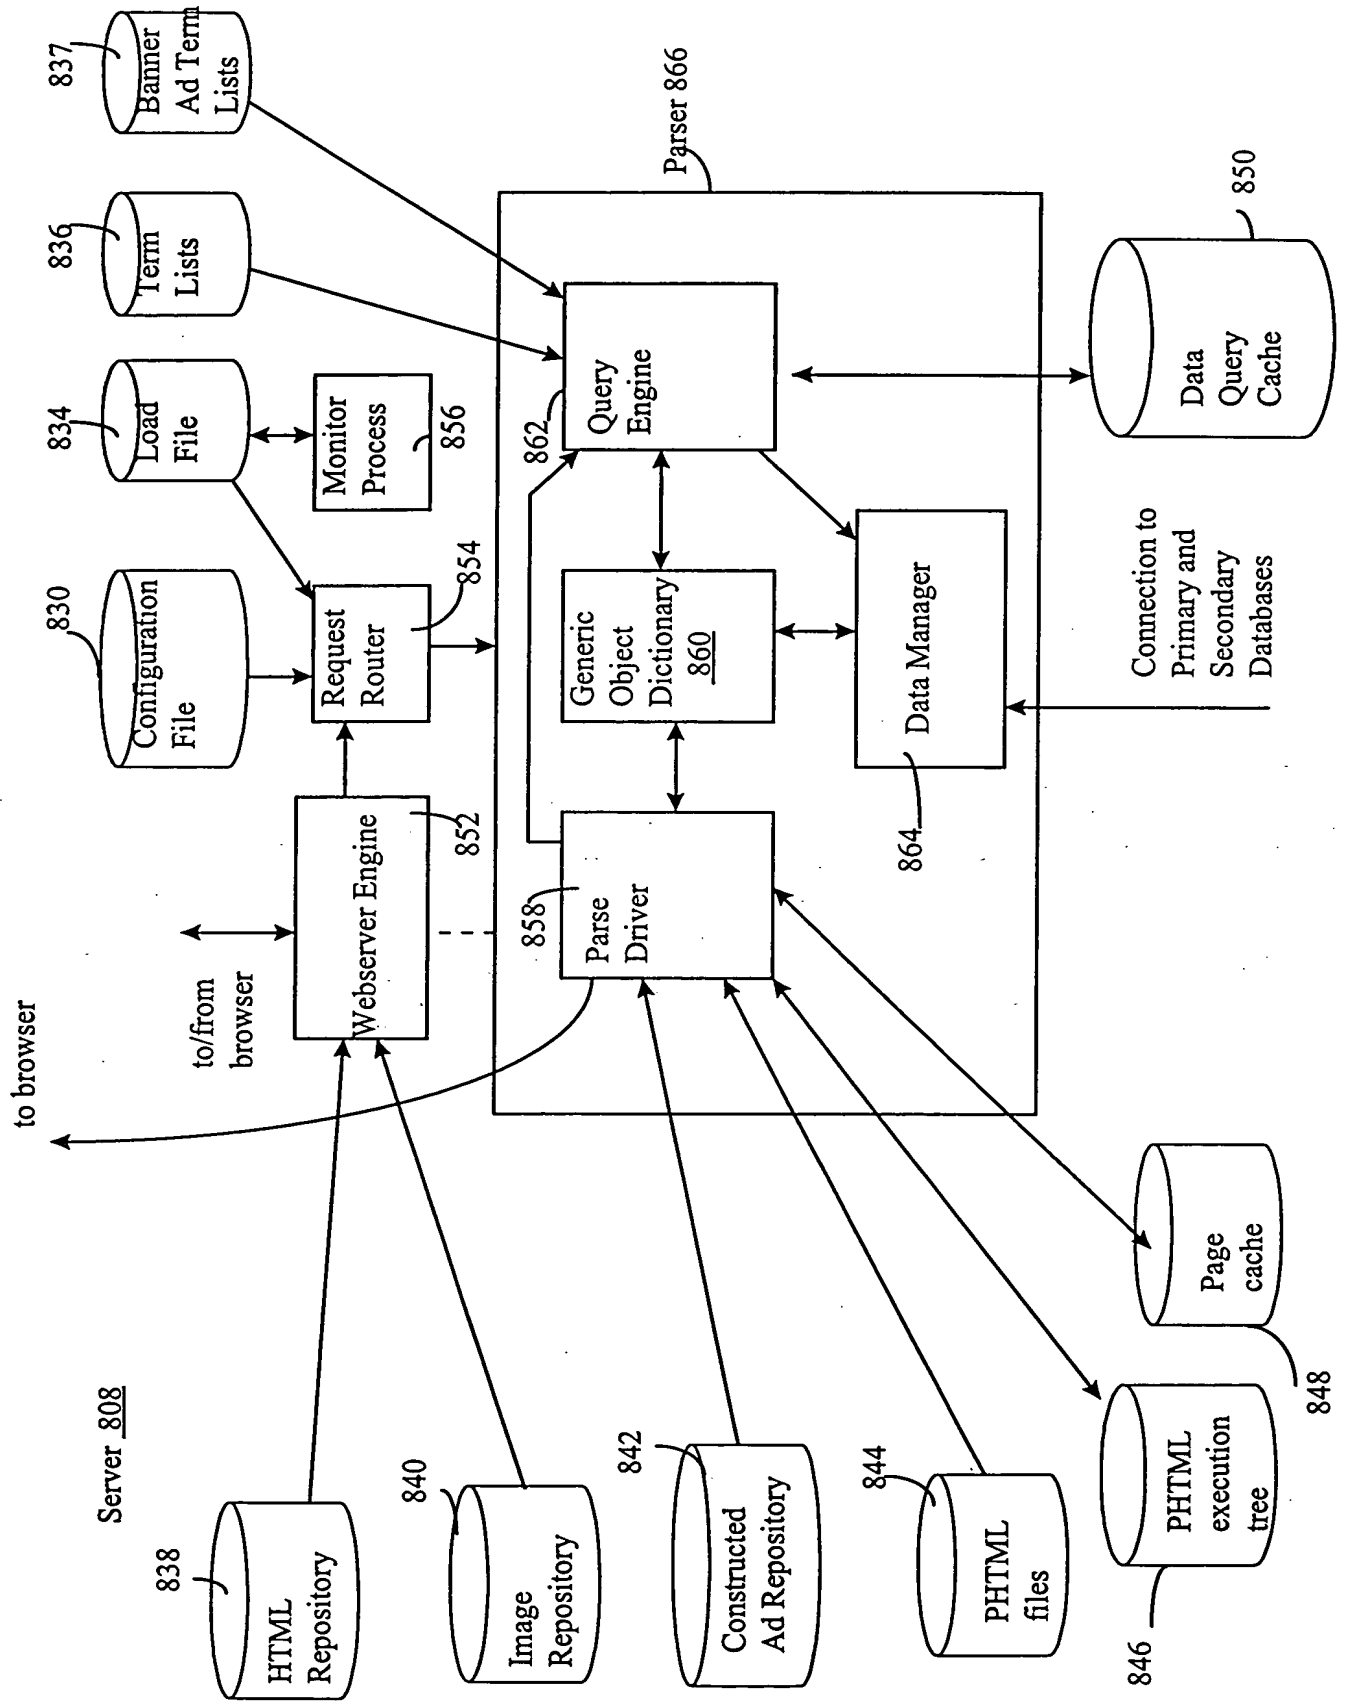 Server 808
to browser
838
HTML
Repository
840
Image
Repository
842
Constructed
Ad Repository
844
PHTML
files
846
PHTML
execution
tree
848
Page
cache
to/from
browser
Webserver Engine
852
830
Configuration
File
Request
Router
854
834
Load
File
Monitor
Process
856
836
Term
Lists
837
Banner
Ad Term
Lists
Parser 866
858
Parse
Driver
Generic
Object
Dictionary
860
862
Query
Engine
864
Data Manager
Connection to
Primary and
Secondary
Databases
850
Data
Query
Cache